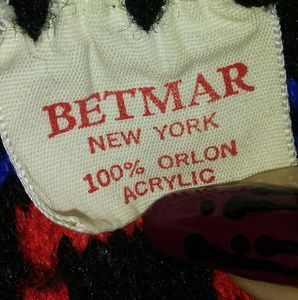 BETMAR
NEW YORK
100% ORLON
ACRYLIC